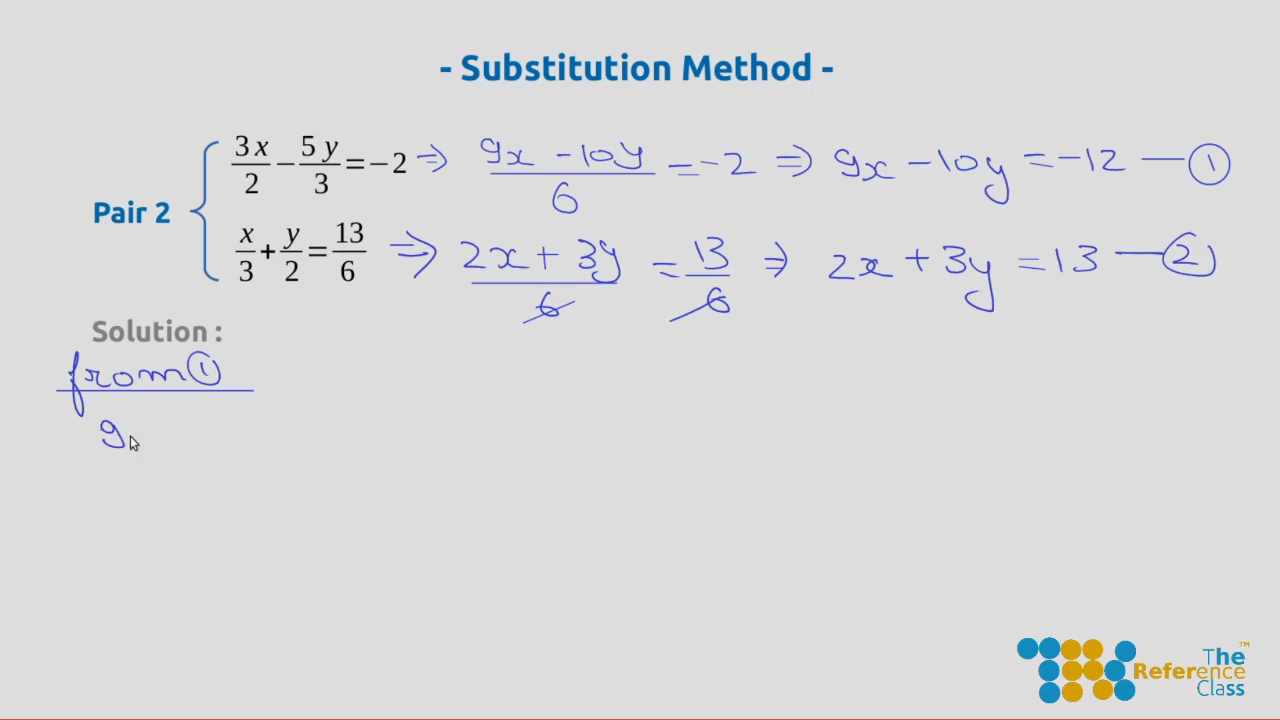 - Substitution Method -
Pair 2
3x/2 − 5y/3 = −2 ⇒ 9x − 10y/6 = −2 ⇒ 9x − 10y = −12 — ①
x/3 + y/2 = 13/6 ⇒ 2x + 3y/6 = 13/6 ⇒ 2x + 3y = 13 — ②
Solution :
from ①
9
The Reference Class ™